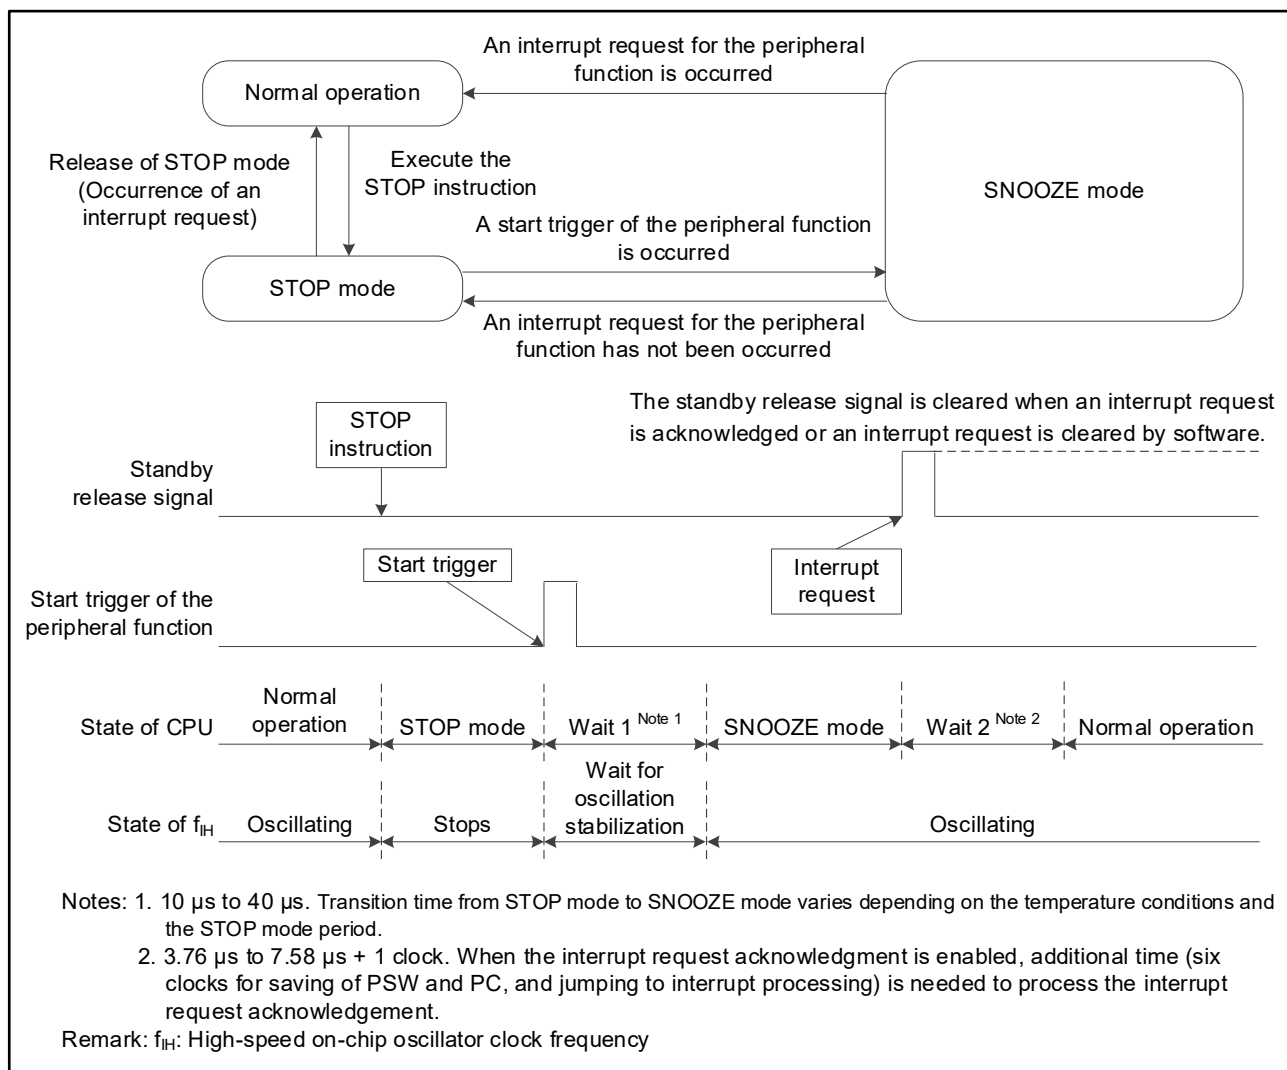 An interrupt request for the peripheral
function is occurred
Normal operation
Release of STOP mode
(Occurrence of an
interrupt request)
Execute the
STOP instruction
SNOOZE mode
A start trigger of the peripheral function
is occurred
STOP mode
An interrupt request for the peripheral
function has not been occurred
The standby release signal is cleared when an interrupt request
is acknowledged or an interrupt request is cleared by software.
STOP
instruction
Standby
release signal
Start trigger
Interrupt
request
Start trigger of the
peripheral function
State of CPU
Normal
operation
STOP mode
Wait 1 Note 1
SNOOZE mode
Wait 2 Note 2
Normal operation
State of fIH
Oscillating
Stops
Wait for
oscillation
stabilization
Oscillating
Notes: 1. 10 µs to 40 µs. Transition time from STOP mode to SNOOZE mode varies depending on the temperature conditions and
the STOP mode period.
2. 3.76 µs to 7.58 µs + 1 clock. When the interrupt request acknowledgment is enabled, additional time (six
clocks for saving of PSW and PC, and jumping to interrupt processing) is needed to process the interrupt
request acknowledgement.
Remark: fIH: High-speed on-chip oscillator clock frequency